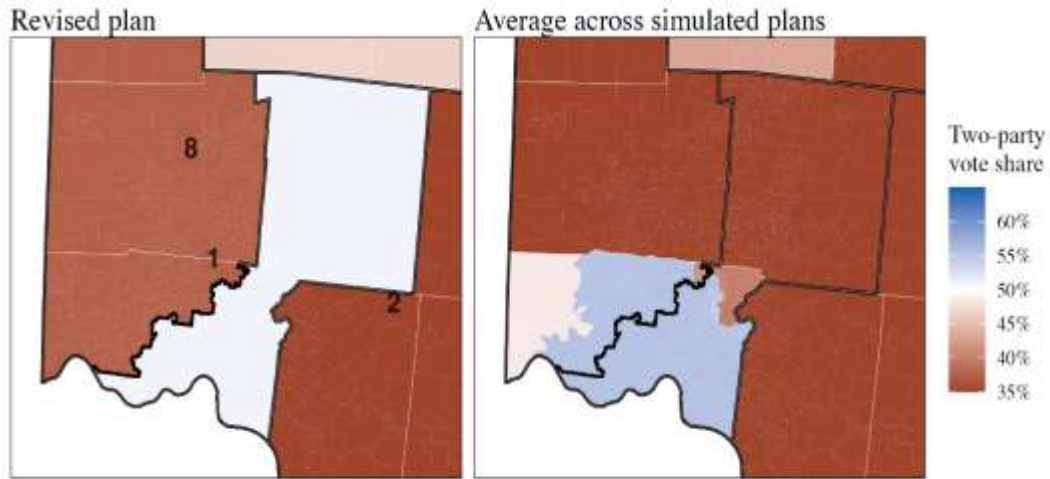 Revised plan
Average across simulated plans
8
1
2
Two-party
vote share
60%
55%
50%
45%
40%
35%